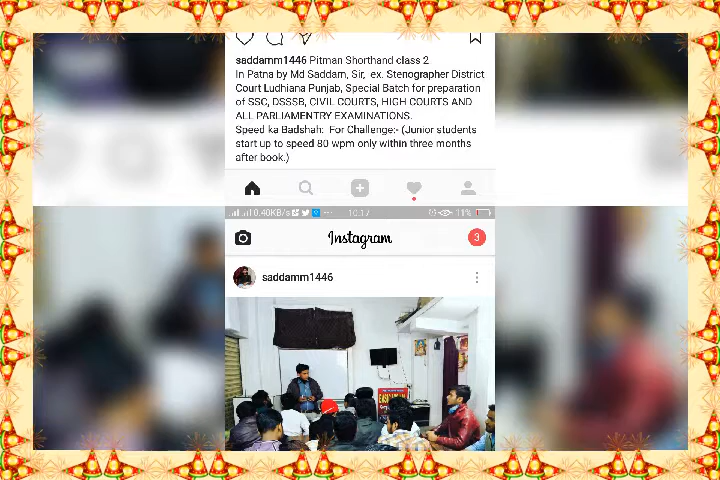 saddamm1446 Pitman Shorthand class 2
In Patna by Md Saddam, Sir, ex. Stenographer District
Court Ludhiana Punjab, Special Batch for preparation
of SSC, DSSSB, CIVIL COURTS, HIGH COURTS AND
ALL PARLIAMENTRY EXAMINATIONS.
Speed ka Badshah: For Challenge:- (Junior students
start up to speed 80 wpm only within three months
after book.)
0.40KB/s 10:17 11%
Instagram 3
saddamm1446